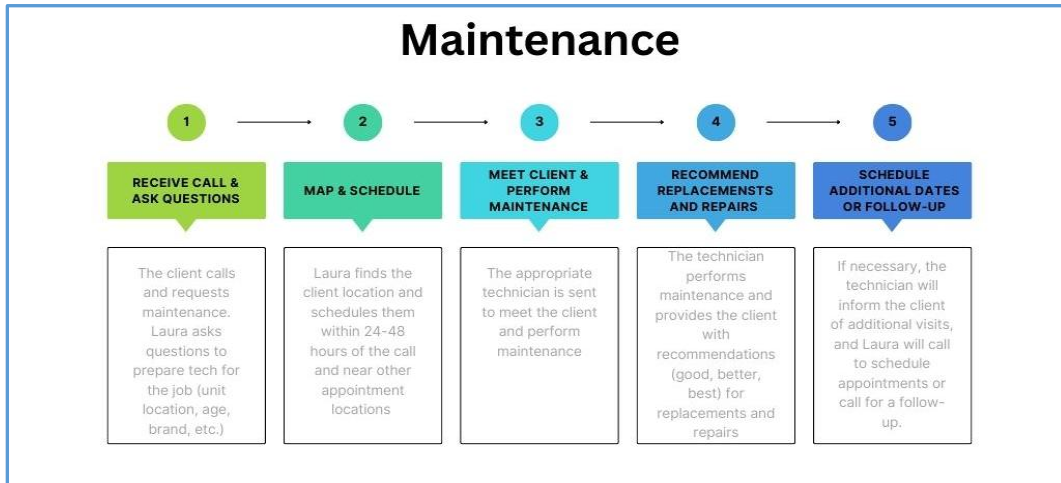 Maintenance
1
2
3
4
5
RECEIVE CALL &
ASK QUESTIONS
MAP & SCHEDULE
MEET CLIENT &
PERFORM
MAINTENANCE
RECOMMEND
REPLACEMENSTS
AND REPAIRS
SCHEDULE
ADDITIONAL DATES
OR FOLLOW-UP
The client calls
and requests
maintenance.
Laura asks
questions to
prepare tech for
the job (unit
location, age,
brand, etc.)
Laura finds the
client location and
schedules them
within 24-48
hours of the call
and near other
appointment
locations
The appropriate
technician is sent
to meet the client
and perform
maintenance
The technician
performs
maintenance and
provides the client
with
recommendations
(good, better,
best) for
replacements and
repairs
If necessary, the
technician will
inform the client
of additional visits,
and Laura will call
to schedule
appointments or
call for a follow-
up.